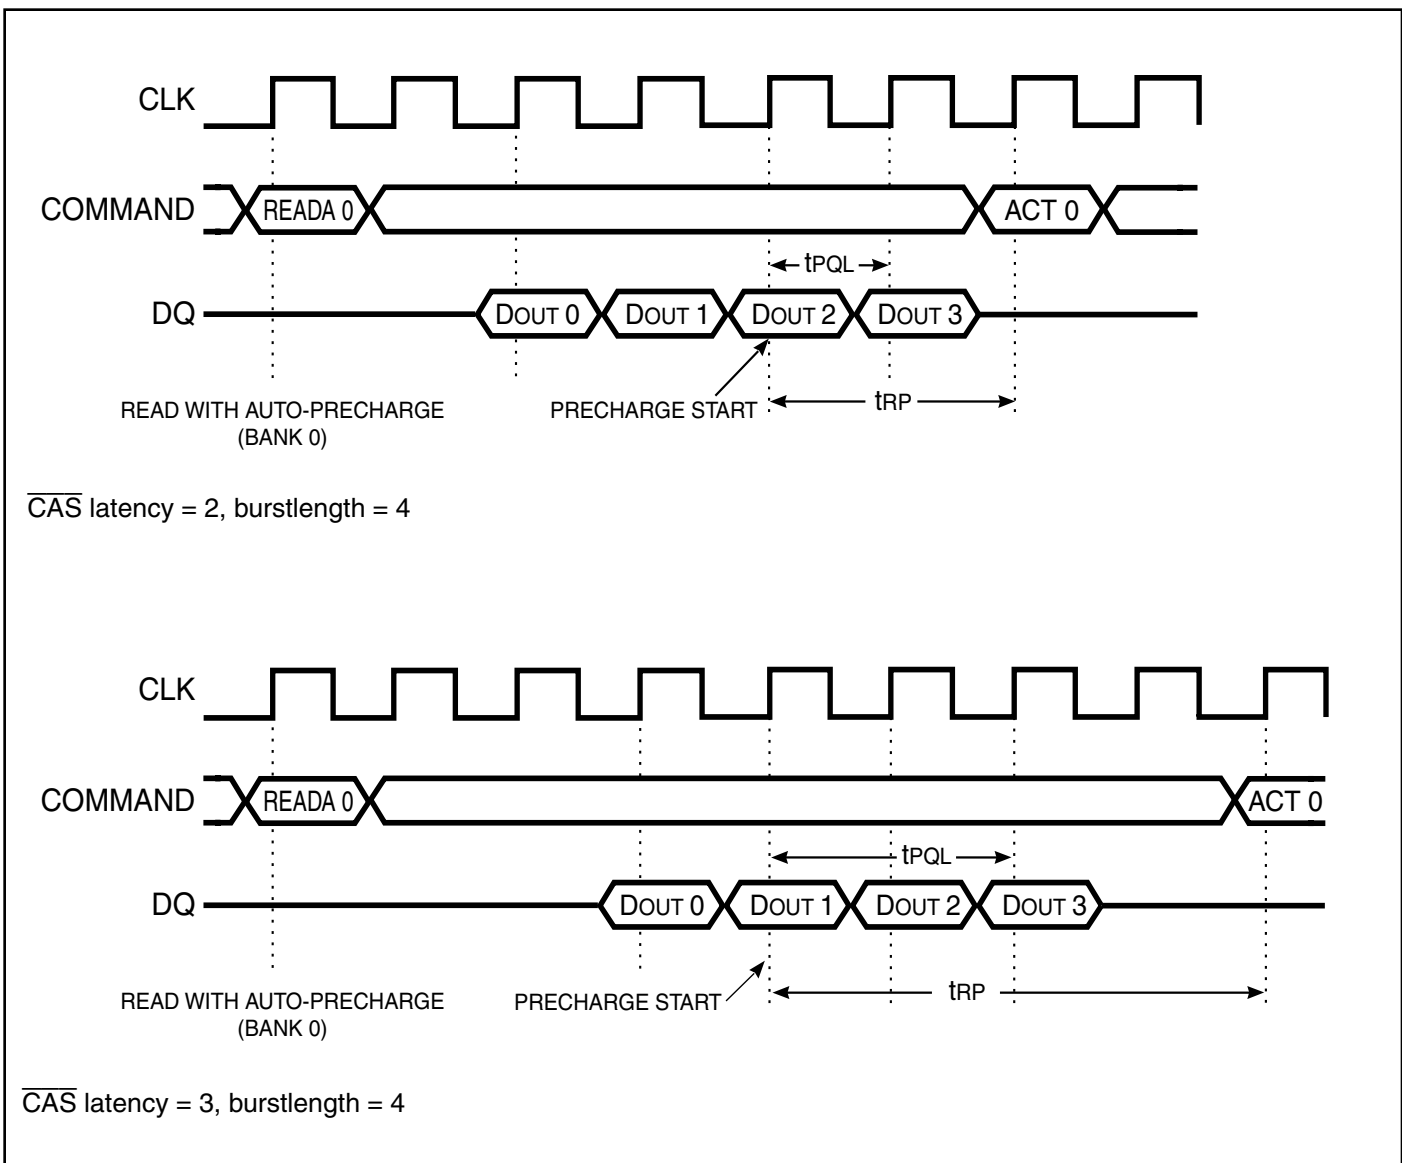 CLK
COMMAND READA 0 ACT 0
tPQL
DQ DOUT 0 DOUT 1 DOUT 2 DOUT 3
READ WITH AUTO-PRECHARGE
(BANK 0)
PRECHARGE START
tRP
CAS latency = 2, burstlength = 4
CLK
COMMAND READA 0 ACT 0
tPQL
DQ DOUT 0 DOUT 1 DOUT 2 DOUT 3
READ WITH AUTO-PRECHARGE
(BANK 0)
PRECHARGE START
tRP
CAS latency = 3, burstlength = 4